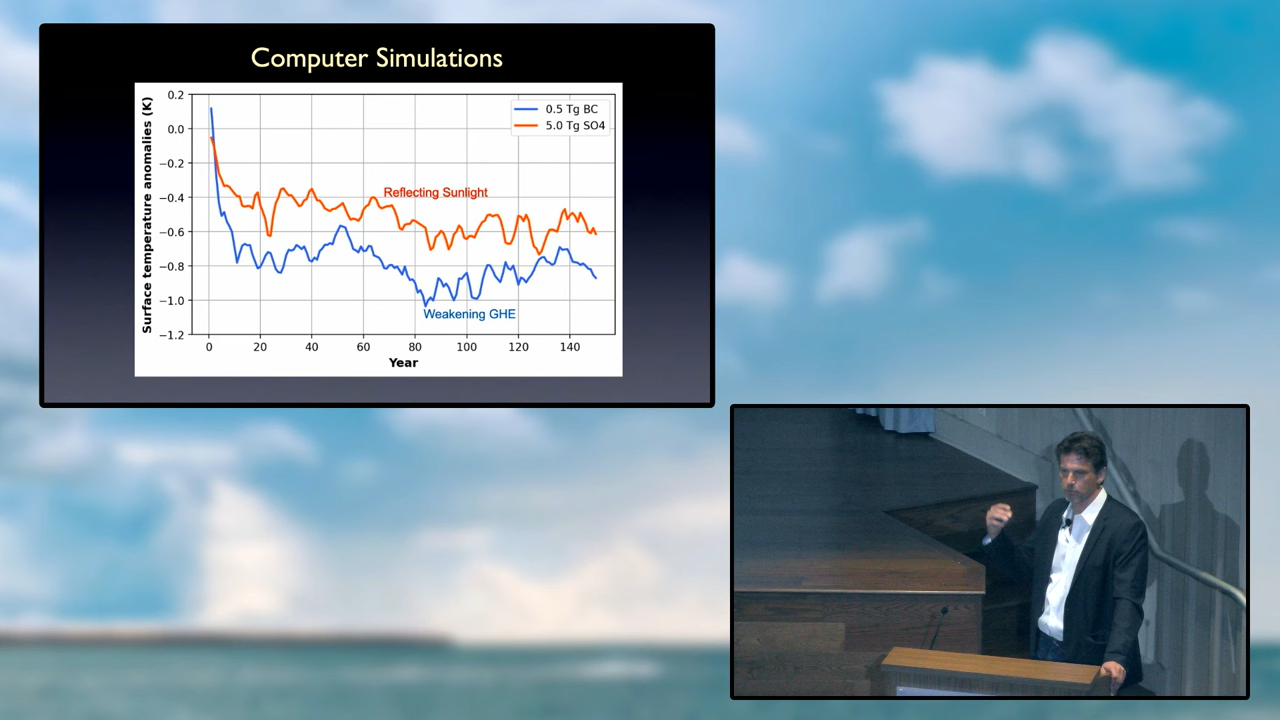 Computer Simulations
Surface temperature anomalies (K)
0.2
0.0
−0.2
−0.4
−0.6
−0.8
−1.0
−1.2
0.5 Tg BC
5.0 Tg SO4
Reflecting Sunlight
Weakening GHE
0 20 40 60 80 100 120 140
Year